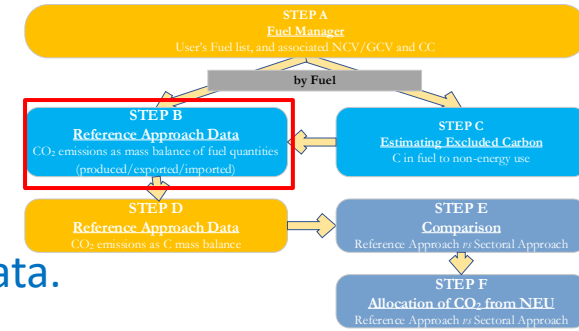 STEP A
Fuel Manager
User's Fuel list, and associated NCV/GCV and CC
by Fuel
STEP B
Reference Approach Data
CO₂ emissions as mass balance of fuel quantities
(produced/exported/imported)
STEP C
Estimating Excluded Carbon
C in fuel to non-energy use
STEP D
Reference Approach Data
CO₂ emissions as C mass balance
STEP E
Comparison
Reference Approach vs Sectoral Approach
ata.
STEP F
Allocation of CO₂ from NEU
Reference Approach vs Sectoral Approach